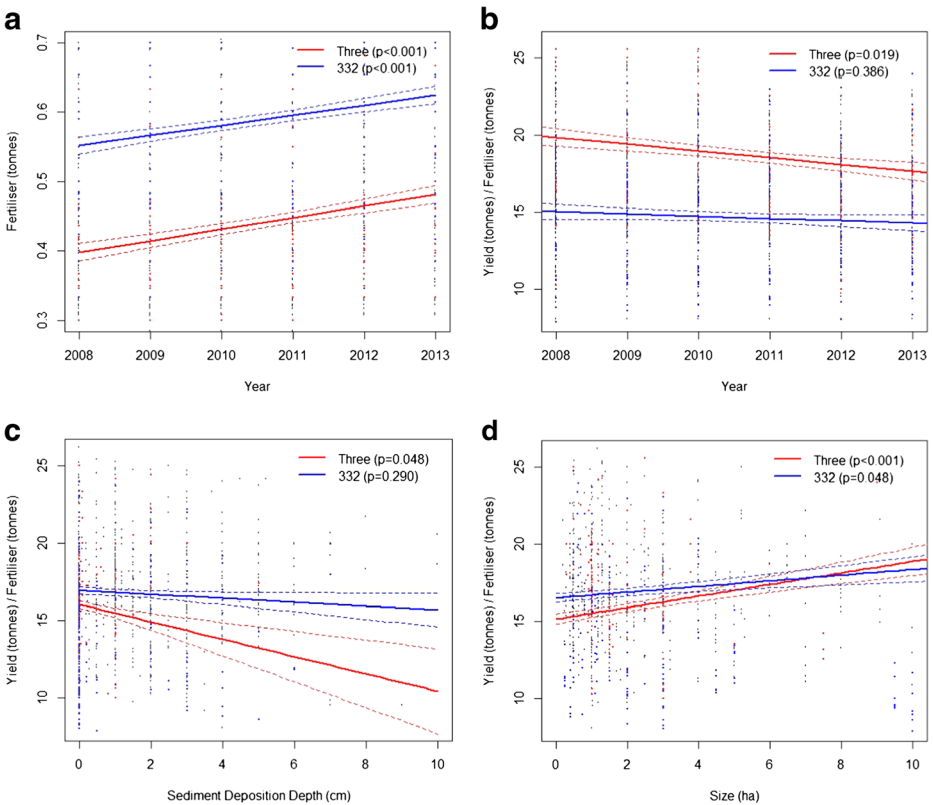 a
Three (p<0.001)
332 (p<0.001)
0.7
0.6
0.5
0.4
0.3
Fertiliser (tonnes)
2008 2009 2010 2011 2012 2013
Year
b
Three (p=0.019)
332 (p=0.386)
25
20
15
10
Yield (tonnes) / Fertiliser (tonnes)
2008 2009 2010 2011 2012 2013
Year
c
Three (p=0.048)
332 (p=0.290)
25
20
15
10
Yield (tonnes) / Fertiliser (tonnes)
0 2 4 6 8 10
Sediment Deposition Depth (cm)
d
Three (p<0.001)
332 (p=0.048)
25
20
15
10
Yield (tonnes) / Fertiliser (tonnes)
0 2 4 6 8 10
Size (ha)